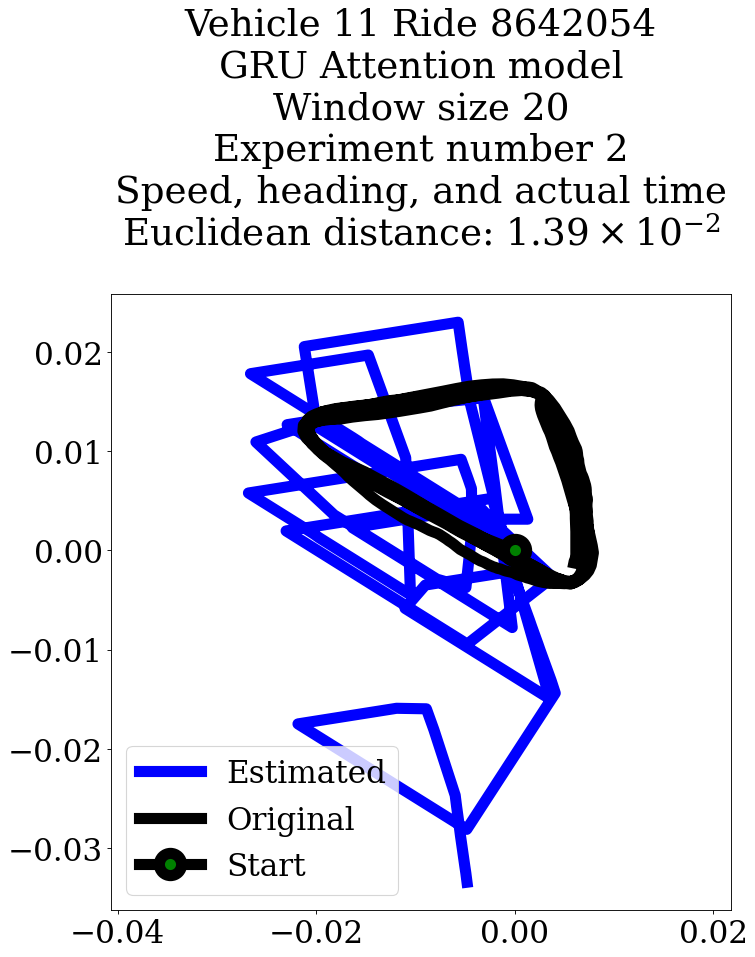 Vehicle 11 Ride 8642054
GRU Attention model
Window size 20
Experiment number 2
Speed, heading, and actual time
Euclidean distance: 1.39 × 10⁻²
0.02
0.01
0.00
−0.01
−0.02
−0.03
Estimated
Original
Start
−0.04
−0.02
0.00
0.02